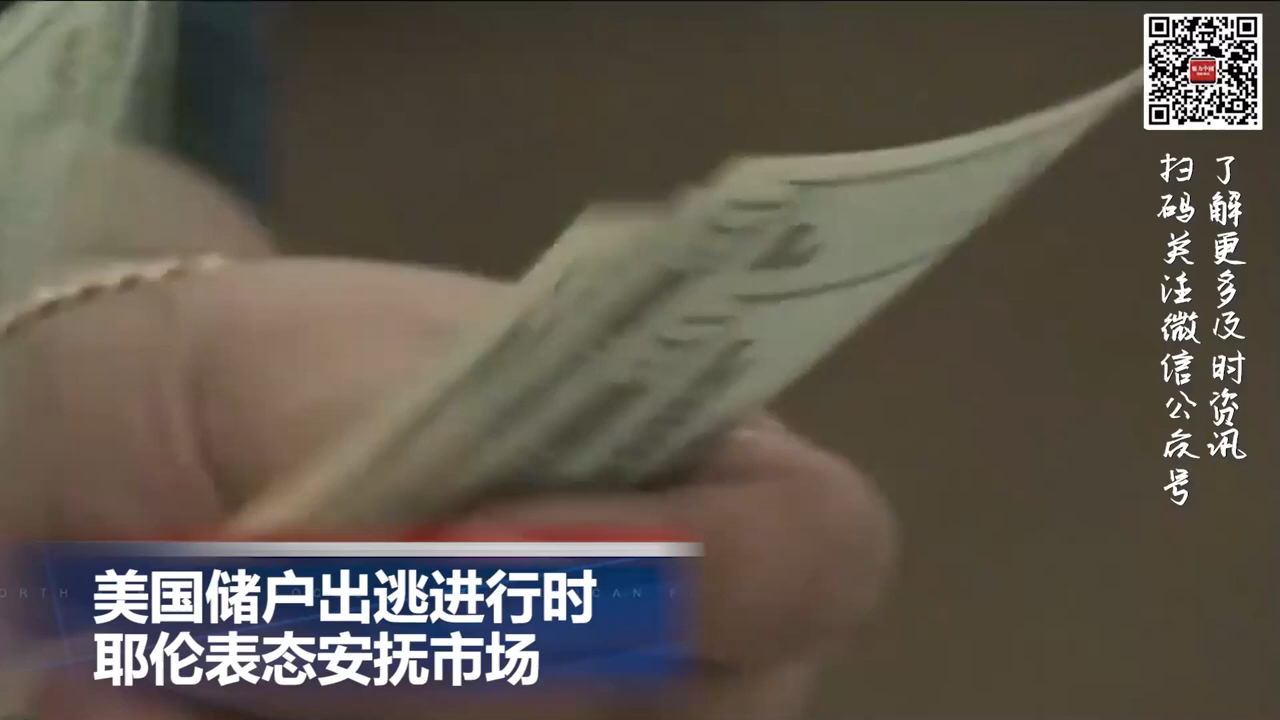 了解更多及时资讯
扫码关注微信公众号
美国储户出逃进行时
耶伦表态安抚市场